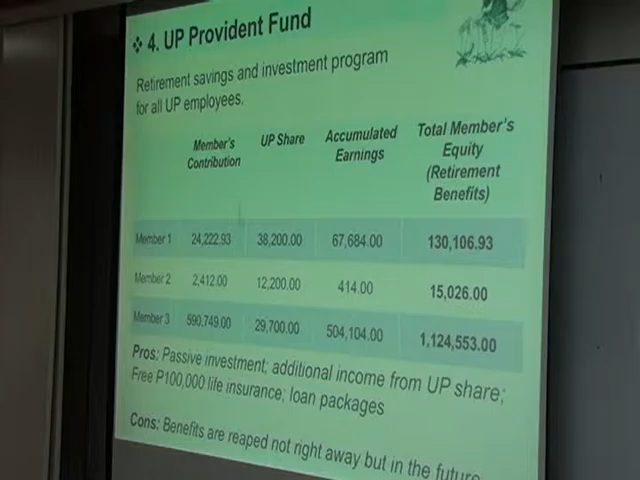 ❖ 4. UP Provident Fund
Retirement savings and investment program
for all UP employees.
Member's Contribution UP Share Accumulated Earnings Total Member's Equity (Retirement Benefits)
Member 1 24,222.93 38,200.00 67,684.00 130,106.93
Member 2 2,412.00 12,200.00 414.00 15,026.00
Member 3 590,749.00 29,700.00 504,104.00 1,124,553.00
Pros: Passive investment; additional income from UP share;
Free P100,000 life insurance; loan packages
Cons: Benefits are reaped not right away but in the future